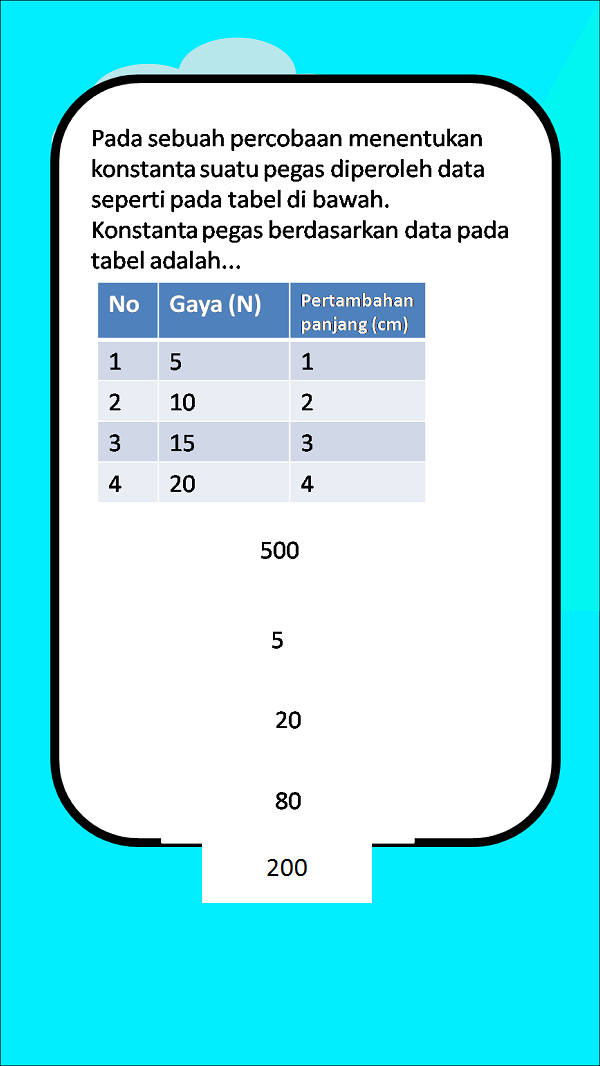 Pada sebuah percobaan menentukan
konstanta suatu pegas diperoleh data
seperti pada tabel di bawah.
Konstanta pegas berdasarkan data pada
tabel adalah...
No Gaya (N) Pertambahan panjang (cm)
1 5 1
2 10 2
3 15 3
4 20 4
500
5
20
80
200